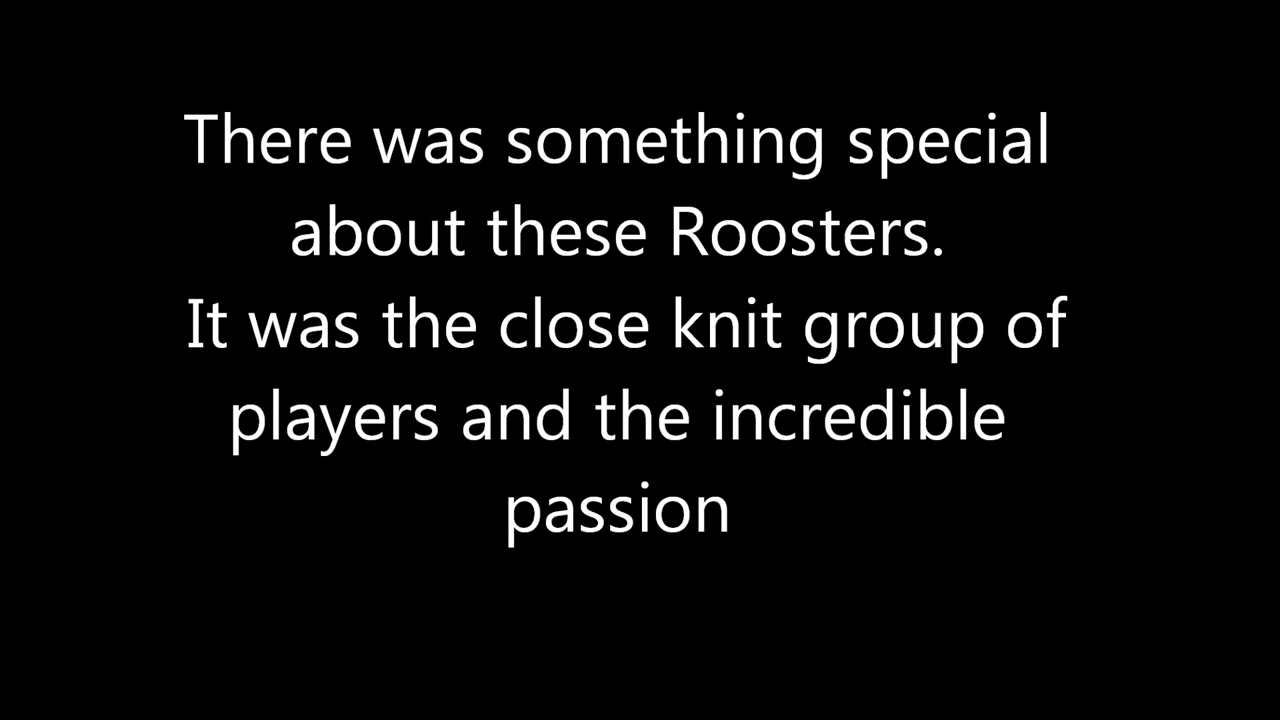 There was something special
about these Roosters.
It was the close knit group of
players and the incredible
passion